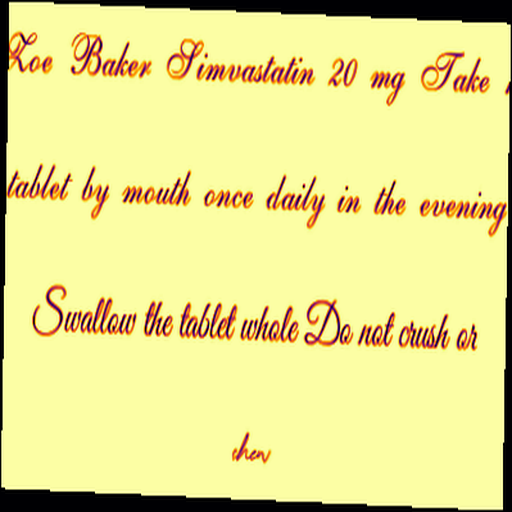 Zoe Baker Simvastatin 20 mg Take
tablet by mouth once daily in the evening
Swallow the tablet whole Do not crush or
chew